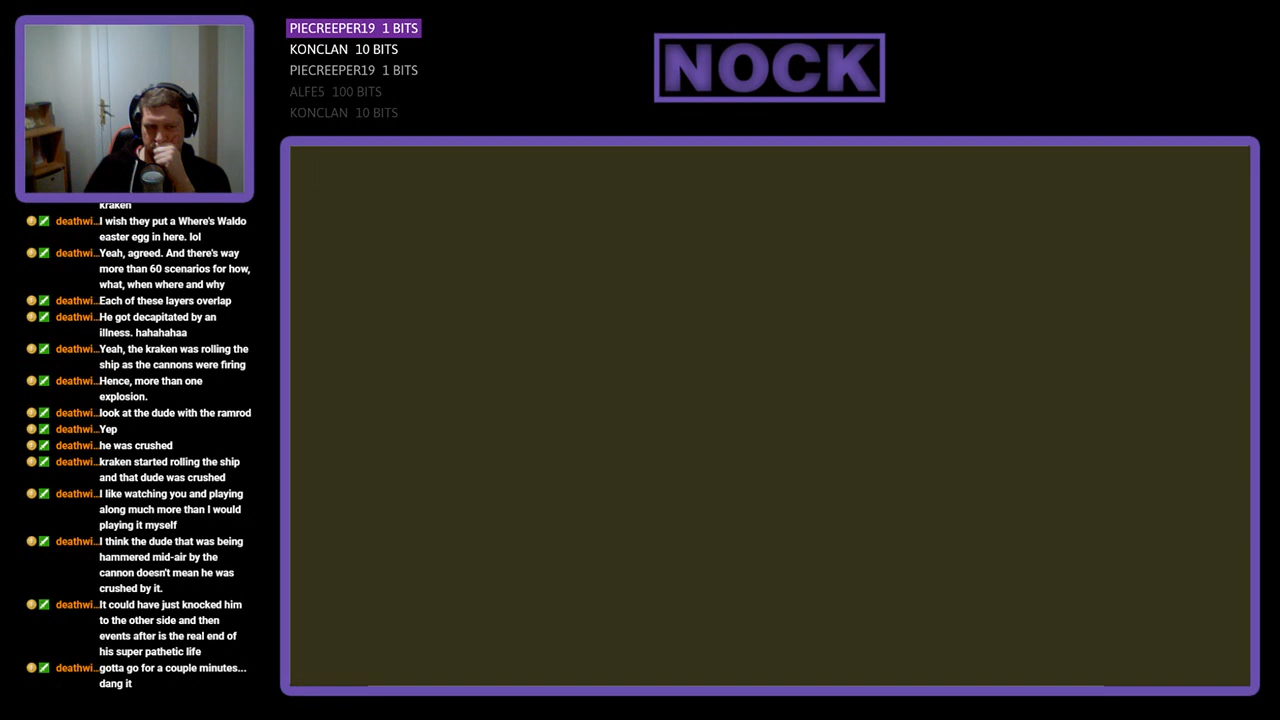 PIECREEPER19 1 BITS
KONCLAN 10 BITS
PIECREEPER19 1 BITS
ALFE5 100 BITS
KONCLAN 10 BITS
NOCK
kraken
deathwi...I wish they put a Where's Waldo
easter egg in here. lol
deathwi...Yeah, agreed. And there's way
more than 60 scenarios for how,
what, when where and why
deathwi...Each of these layers overlap
deathwi...He got decapitated by an
illness. hahahahaa
deathwi...Yeah, the kraken was rolling the
ship as the cannons were firing
deathwi...Hence, more than one
explosion.
deathwi...look at the dude with the ramrod
deathwi...Yep
deathwi...he was crushed
deathwi...kraken started rolling the ship
and that dude was crushed
deathwi...I like watching you and playing
along much more than I would
playing it myself
deathwi...I think the dude that was being
hammered mid-air by the
cannon doesn't mean he was
crushed by it.
deathwi...It could have just knocked him
to the other side and then
events after is the real end of
his super pathetic life
deathwi...gotta go for a couple minutes...
dang it